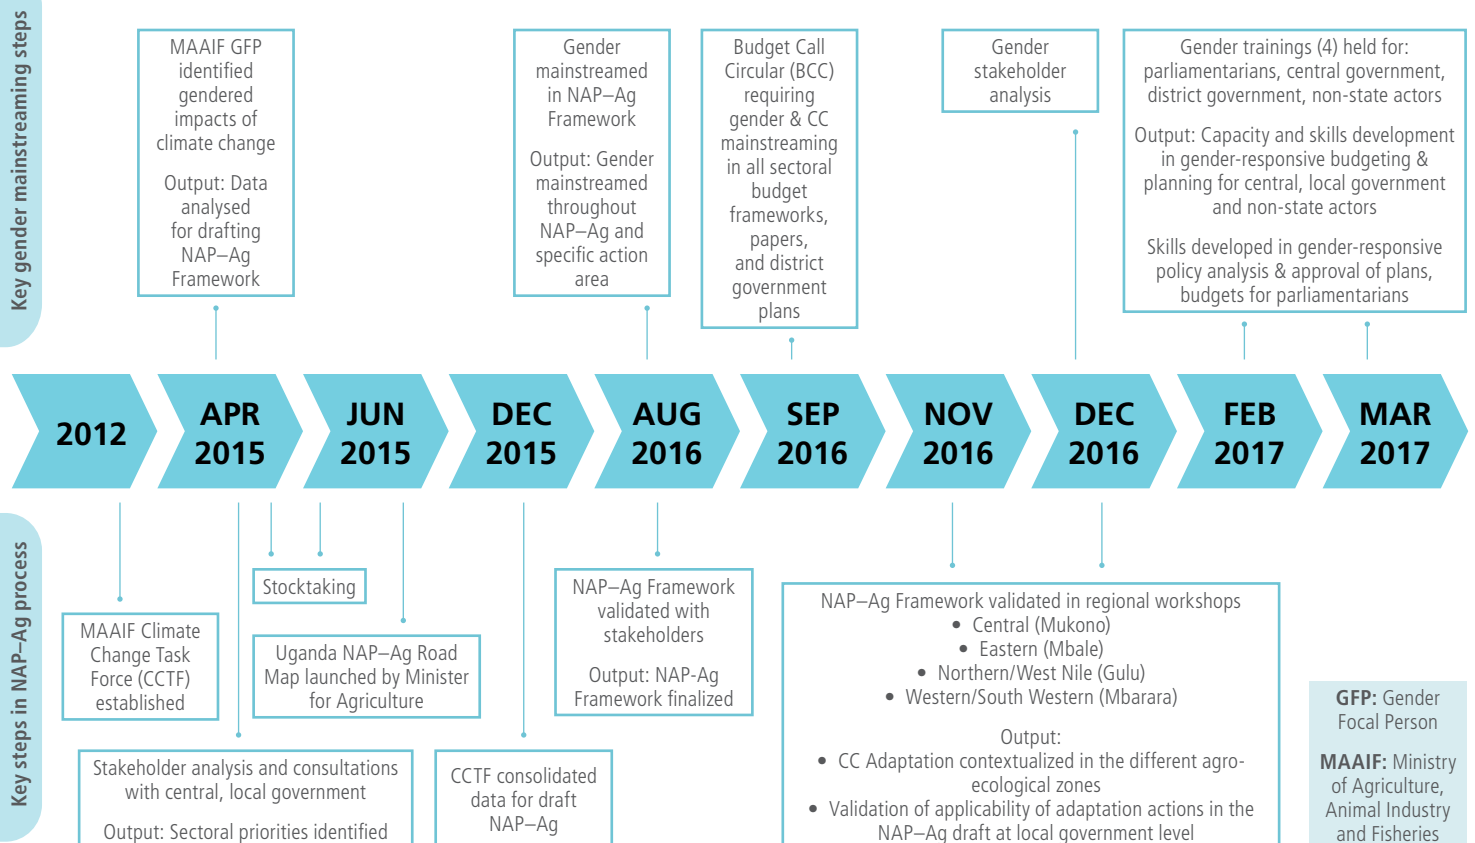 Key gender mainstreaming steps
MAAIF GFP
identified
gendered
impacts of
climate change
Output: Data
analysed
for drafting
NAP–Ag
Framework
Gender
mainstreamed
in NAP–Ag
Framework
Output: Gender
mainstreamed
throughout
NAP–Ag and
specific action
area
Budget Call
Circular (BCC)
requiring
gender & CC
mainstreaming
in all sectoral
budget
frameworks,
papers,
and district
government
plans
Gender
stakeholder
analysis
Gender trainings (4) held for:
parliamentarians, central government,
district government, non-state actors
Output: Capacity and skills development
in gender-responsive budgeting &
planning for central, local government
and non-state actors
Skills developed in gender-responsive
policy analysis & approval of plans,
budgets for parliamentarians
2012
APR
2015
JUN
2015
DEC
2015
AUG
2016
SEP
2016
NOV
2016
DEC
2016
FEB
2017
MAR
2017
Key steps in NAP–Ag process
MAAIF Climate
Change Task
Force (CCTF)
established
Stocktaking
Uganda NAP–Ag Road
Map launched by Minister
for Agriculture
Stakeholder analysis and consultations
with central, local government
Output: Sectoral priorities identified
CCTF consolidated
data for draft
NAP–Ag
NAP–Ag Framework
validated with
stakeholders
Output: NAP-Ag
Framework finalized
NAP–Ag Framework validated in regional workshops
• Central (Mukono)
• Eastern (Mbale)
• Northern/West Nile (Gulu)
• Western/South Western (Mbarara)
Output:
• CC Adaptation contextualized in the different agro-
ecological zones
• Validation of applicability of adaptation actions in the
NAP–Ag draft at local government level
GFP: Gender
Focal Person
MAAIF: Ministry
of Agriculture,
Animal Industry
and Fisheries